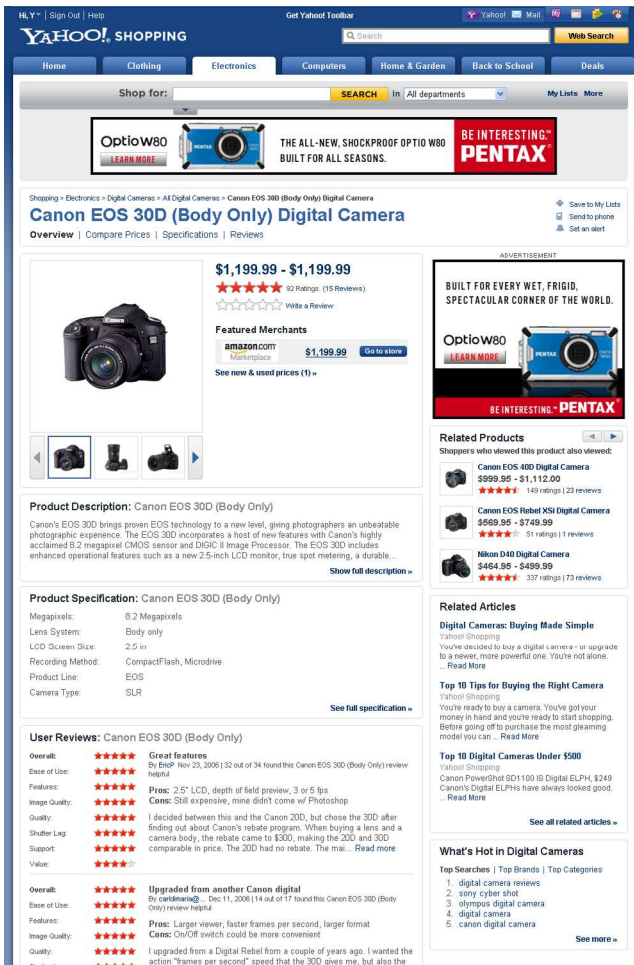 Hi, Y | Sign Out | Help
Get Yahoo! Toolbar
Yahoo! Mail
YAHOO! SHOPPING
Search
Web Search
Home Clothing Electronics Computers Home & Garden Back to School Deals
Shop for: SEARCH in All departments
My Lists More
Optio W80
LEARN MORE
PENTAX
THE ALL-NEW, SHOCKPROOF OPTIO W80
BUILT FOR ALL SEASONS.
BE INTERESTING.™
PENTAX
Shopping > Electronics > Digital Cameras > All Digital Cameras > Canon EOS 30D (Body Only) Digital Camera
Canon EOS 30D (Body Only) Digital Camera
Overview | Compare Prices | Specifications | Reviews
Save to My Lists
Send to phone
Set an alert
Canon
$1,199.99 - $1,199.99
92 Ratings (15 Reviews)
Write a Review
Featured Merchants
amazon.com
Marketplace
$1,199.99
Go to store
See new & used prices (1) »
Product Description: Canon EOS 30D (Body Only)
Canon's EOS 30D brings proven EOS technology to a new level, giving photographers an unbeatable
photographic experience. The EOS 30D incorporates a host of new features with Canon's highly
acclaimed 8.2 megapixel CMOS sensor and DIGIC II Image Processor. The EOS 30D includes
enhanced operational features such as a new 2.5-inch LCD monitor, true spot metering, a durable...
Show full description »
Product Specification: Canon EOS 30D (Body Only)
Megapixels: 8.2 Megapixels
Lens System: Body only
LCD Screen Size: 2.5 in
Recording Method: CompactFlash, Microdrive
Product Line: EOS
Camera Type: SLR
See full specification »
User Reviews: Canon EOS 30D (Body Only)
Overall:
Ease of Use:
Features:
Image Quality:
Quality:
Shutter Lag:
Support:
Value:
Great features
By EricP Nov 23, 2006 | 32 out of 34 found this Canon EOS 30D (Body Only) review
helpful
Pros: 2.5" LCD, depth of field preview, 3 or 5 fps
Cons: Still expensive, mine didn't come w/ Photoshop
I decided between this and the Canon 20D, but chose the 30D after
finding out about Canon's rebate program. When buying a lens and a
camera body, the rebate came to $300, making the 20D and 30D
comparable in price. The 20D had no rebate. The mai... Read more
Overall:
Ease of Use:
Features:
Image Quality:
Quality:
Upgraded from another Canon digital
By carldimaria@... Dec 11, 2006 | 14 out of 17 found this Canon EOS 30D (Body
Only) review helpful
Pros: Larger viewer, faster frames per second, larger format
Cons: On/Off switch could be more convenient
I upgraded from a Digital Rebel from a couple of years ago. I wanted the
action "frames per second" speed that the 30D gives me, but also the
ADVERTISEMENT
BUILT FOR EVERY WET, FRIGID,
SPECTACULAR CORNER OF THE WORLD.
Optio W80
LEARN MORE
PENTAX
BE INTERESTING.™ PENTAX
Related Products
Shoppers who viewed this product also viewed:
Canon EOS 40D Digital Camera
$999.95 - $1,112.00
149 ratings | 23 reviews
Canon EOS Rebel XSi Digital Camera
$569.95 - $749.99
51 ratings | 1 reviews
Nikon D40 Digital Camera
$464.95 - $499.99
337 ratings | 73 reviews
Related Articles
Digital Cameras: Buying Made Simple
Yahoo! Shopping
You've decided to buy a digital camera - or upgrade
to a newer, more powerful one. You're not alone.
... Read More
Top 10 Tips for Buying the Right Camera
Yahoo! Shopping
You're ready to buy a camera. You've got your
money in hand and you're ready to start shopping.
Before going off to purchase the most gleaming
model you can ... Read More
Top 10 Digital Cameras Under $500
Yahoo! Shopping
Canon PowerShot SD1100 IS Digital ELPH, $249
Canon's Digital ELPHs have always looked good.
... Read More
See all related articles »
What's Hot in Digital Cameras
Top Searches | Top Brands | Top Categories
1. digital camera reviews
2. sony cyber shot
3. olympus digital camera
4. digital camera
5. canon digital camera
See more »